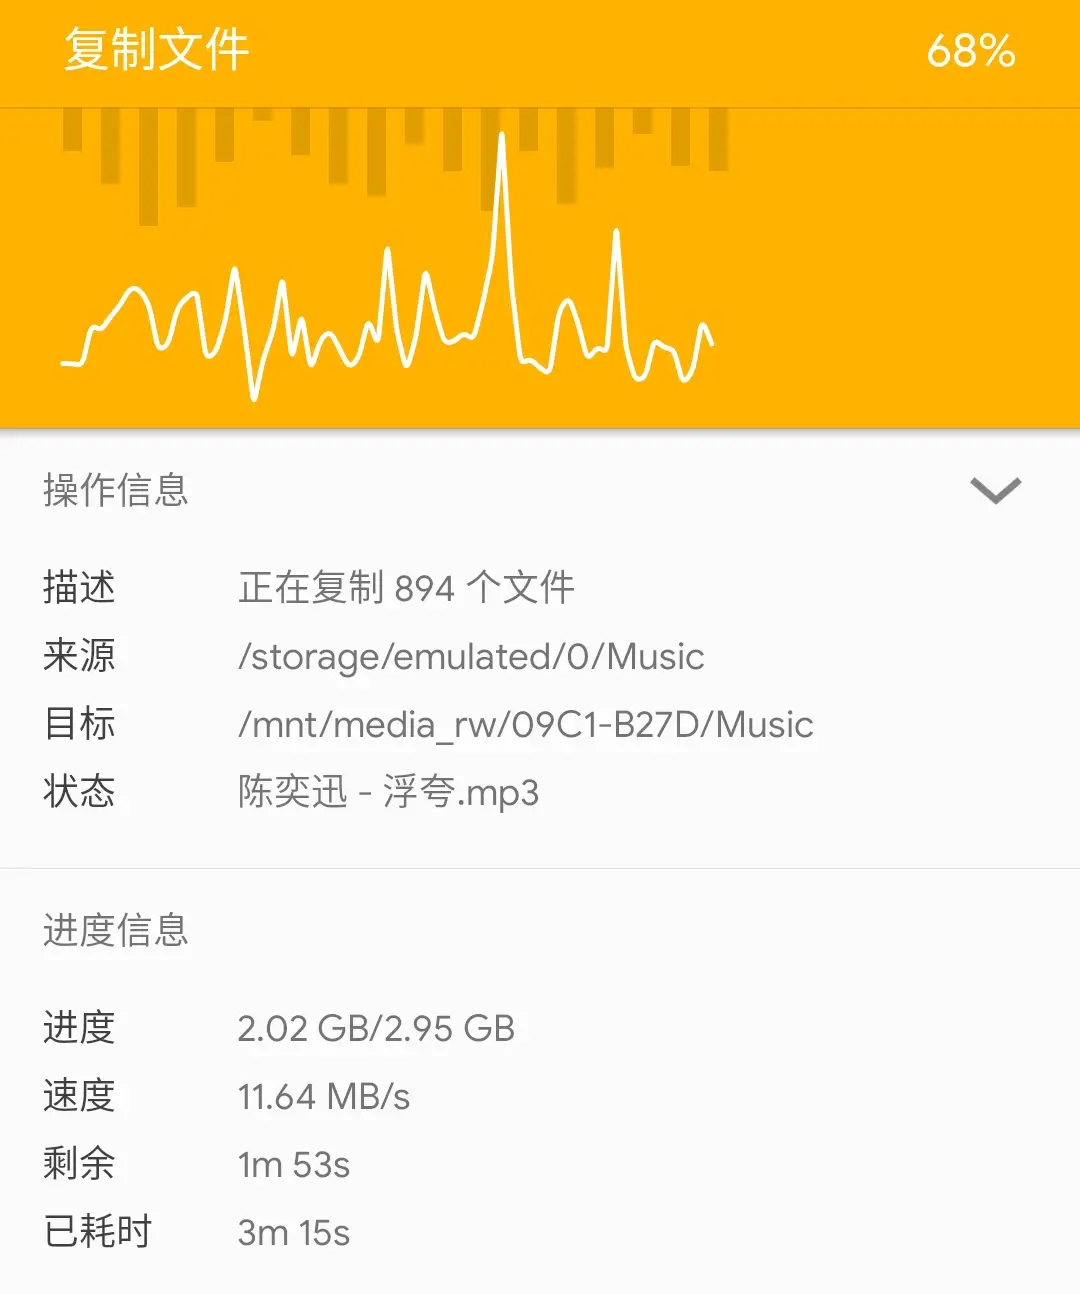 复制文件 68%
操作信息
描述 正在复制 894 个文件
来源 /storage/emulated/0/Music
目标 /mnt/media_rw/09C1-B27D/Music
状态 陈奕迅 - 浮夸.mp3
进度信息
进度 2.02 GB/2.95 GB
速度 11.64 MB/s
剩余 1m 53s
已耗时 3m 15s